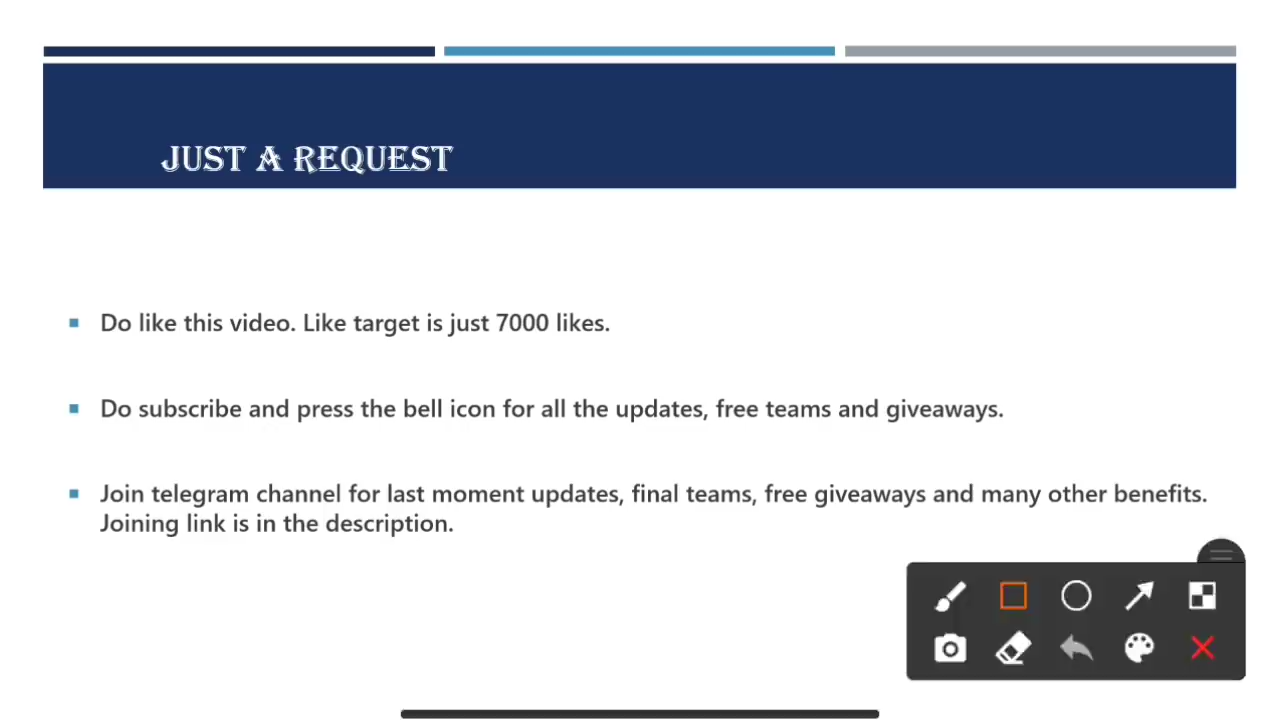 JUST A REQUEST
Do like this video. Like target is just 7000 likes.
Do subscribe and press the bell icon for all the updates, free teams and giveaways.
Join telegram channel for last moment updates, final teams, free giveaways and many other benefits.
Joining link is in the description.